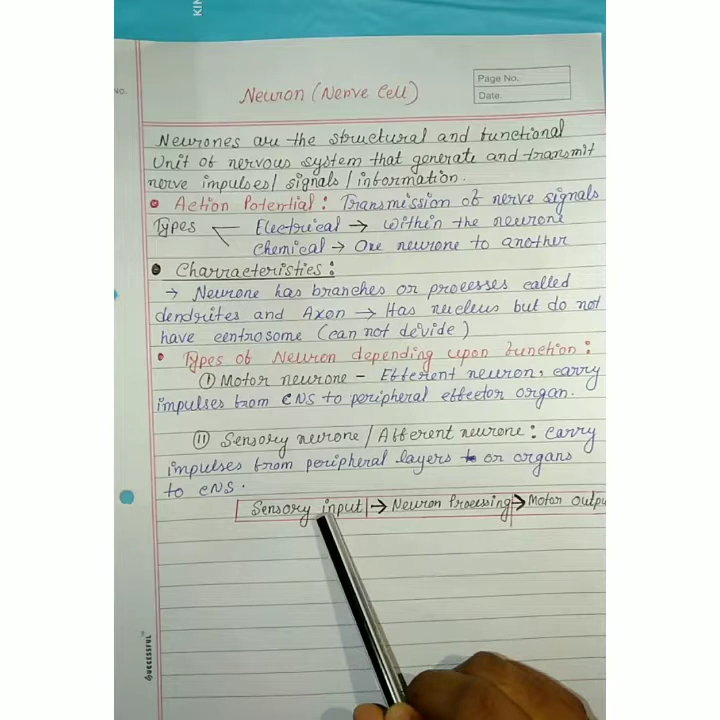 KIN
No.
Page No.
Date.
Neuron (Nerve Cell)
Neurones are the structural and functional
Unit of nervous system that generate and transmit
nerve impulses/ signals / information.
Action Potential : Transmission of nerve signals
Types Electrical → within the neurone
chemical → One neurone to another
Charracteristies :
→ Neurone has branches or processes called
dendrites and Axon → Has nucleus but do not
have centrosome (can not devide)
Types of Neuron depending upon function :
(i) Motor neurone - Efferent neuron, carry
impulses from CNS to peripheral effector organ.
(ii) Sensory neurone / Afferent neurone : carry
impulses from peripheral layers or organs
to CNS.
Sensory input → Neuron Processing → Motor outpu
SUCCESSFUL